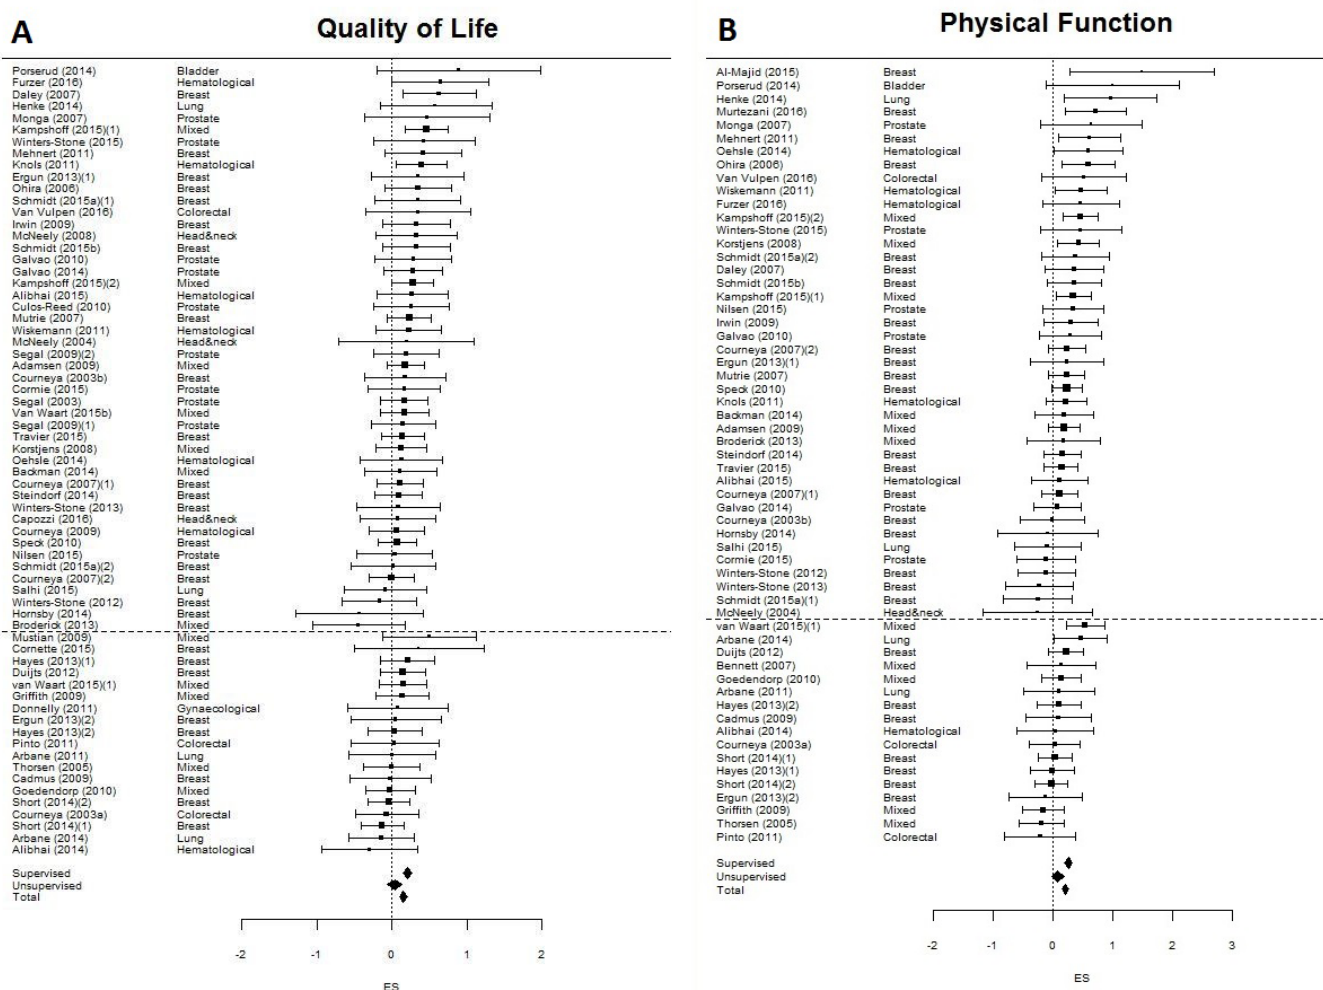 A Quality of Life
Porserud (2014) Bladder
Furzer (2016) Hematological
Daley (2007) Breast
Henke (2014) Lung
Monga (2007) Prostate
Kampshoff (2015)(1) Mixed
Winters-Stone (2015) Prostate
Mehnert (2011) Breast
Knols (2011) Hematological
Ergun (2013)(1) Breast
Ohira (2006) Breast
Schmidt (2015a)(1) Breast
Van Vulpen (2016) Colorectal
Irwin (2009) Breast
McNeely (2008) Head&neck
Schmidt (2015b) Breast
Galvao (2010) Prostate
Galvao (2014) Prostate
Kampshoff (2015)(2) Mixed
Alibhai (2015) Hematological
Culos-Reed (2010) Prostate
Mutrie (2007) Breast
Wiskemann (2011) Hematological
McNeely (2004) Head&neck
Segal (2009)(2) Prostate
Adamsen (2009) Mixed
Courneya (2003b) Breast
Cormie (2015) Prostate
Segal (2003) Prostate
Van Waart (2015b) Mixed
Segal (2009)(1) Prostate
Travier (2015) Breast
Korstjens (2008) Mixed
Oehsle (2014) Hematological
Backman (2014) Mixed
Courneya (2007)(1) Breast
Steindorf (2014) Breast
Winters-Stone (2013) Breast
Capozzi (2016) Head&neck
Courneya (2009) Hematological
Speck (2010) Breast
Nilsen (2015) Prostate
Schmidt (2015a)(2) Breast
Courneya (2007)(2) Breast
Salhi (2015) Lung
Winters-Stone (2012) Breast
Hornsby (2014) Breast
Broderick (2013) Mixed
Mustian (2009) Mixed
Cornette (2015) Breast
Hayes (2013)(1) Breast
Duijts (2012) Breast
van Waart (2015)(1) Mixed
Griffith (2009) Mixed
Donnelly (2011) Gynaecological
Ergun (2013)(2) Breast
Hayes (2013)(2) Breast
Pinto (2011) Colorectal
Arbane (2011) Lung
Thorsen (2005) Mixed
Cadmus (2009) Breast
Goedendorp (2010) Mixed
Short (2014)(2) Breast
Courneya (2003a) Colorectal
Short (2014)(1) Breast
Arbane (2014) Lung
Alibhai (2014) Hematological
Supervised
Unsupervised
Total
-2 -1 0 1 2
ES
B Physical Function
Al-Majid (2015) Breast
Porserud (2014) Bladder
Henke (2014) Lung
Murtezani (2016) Breast
Monga (2007) Prostate
Mehnert (2011) Breast
Oehsle (2014) Hematological
Ohira (2006) Breast
Van Vulpen (2016) Colorectal
Wiskemann (2011) Hematological
Furzer (2016) Hematological
Kampshoff (2015)(2) Mixed
Winters-Stone (2015) Prostate
Korstjens (2008) Mixed
Schmidt (2015a)(2) Breast
Daley (2007) Breast
Schmidt (2015b) Breast
Kampshoff (2015)(1) Mixed
Nilsen (2015) Prostate
Irwin (2009) Breast
Galvao (2010) Prostate
Courneya (2007)(2) Breast
Ergun (2013)(1) Breast
Mutrie (2007) Breast
Speck (2010) Breast
Knols (2011) Hematological
Backman (2014) Mixed
Adamsen (2009) Mixed
Broderick (2013) Mixed
Steindorf (2014) Breast
Travier (2015) Breast
Alibhai (2015) Hematological
Courneya (2007)(1) Breast
Galvao (2014) Prostate
Courneya (2003b) Breast
Hornsby (2014) Breast
Salhi (2015) Lung
Cormie (2015) Prostate
Winters-Stone (2012) Breast
Winters-Stone (2013) Breast
Schmidt (2015a)(1) Breast
McNeely (2004) Head&neck
van Waart (2015)(1) Mixed
Arbane (2014) Lung
Duijts (2012) Breast
Bennett (2007) Mixed
Goedendorp (2010) Mixed
Arbane (2011) Lung
Hayes (2013)(2) Breast
Cadmus (2009) Breast
Alibhai (2014) Hematological
Courneya (2003a) Colorectal
Short (2014)(1) Breast
Hayes (2013)(1) Breast
Short (2014)(2) Breast
Ergun (2013)(2) Breast
Griffith (2009) Mixed
Thorsen (2005) Mixed
Pinto (2011) Colorectal
Supervised
Unsupervised
Total
-2 -1 0 1 2 3
ES